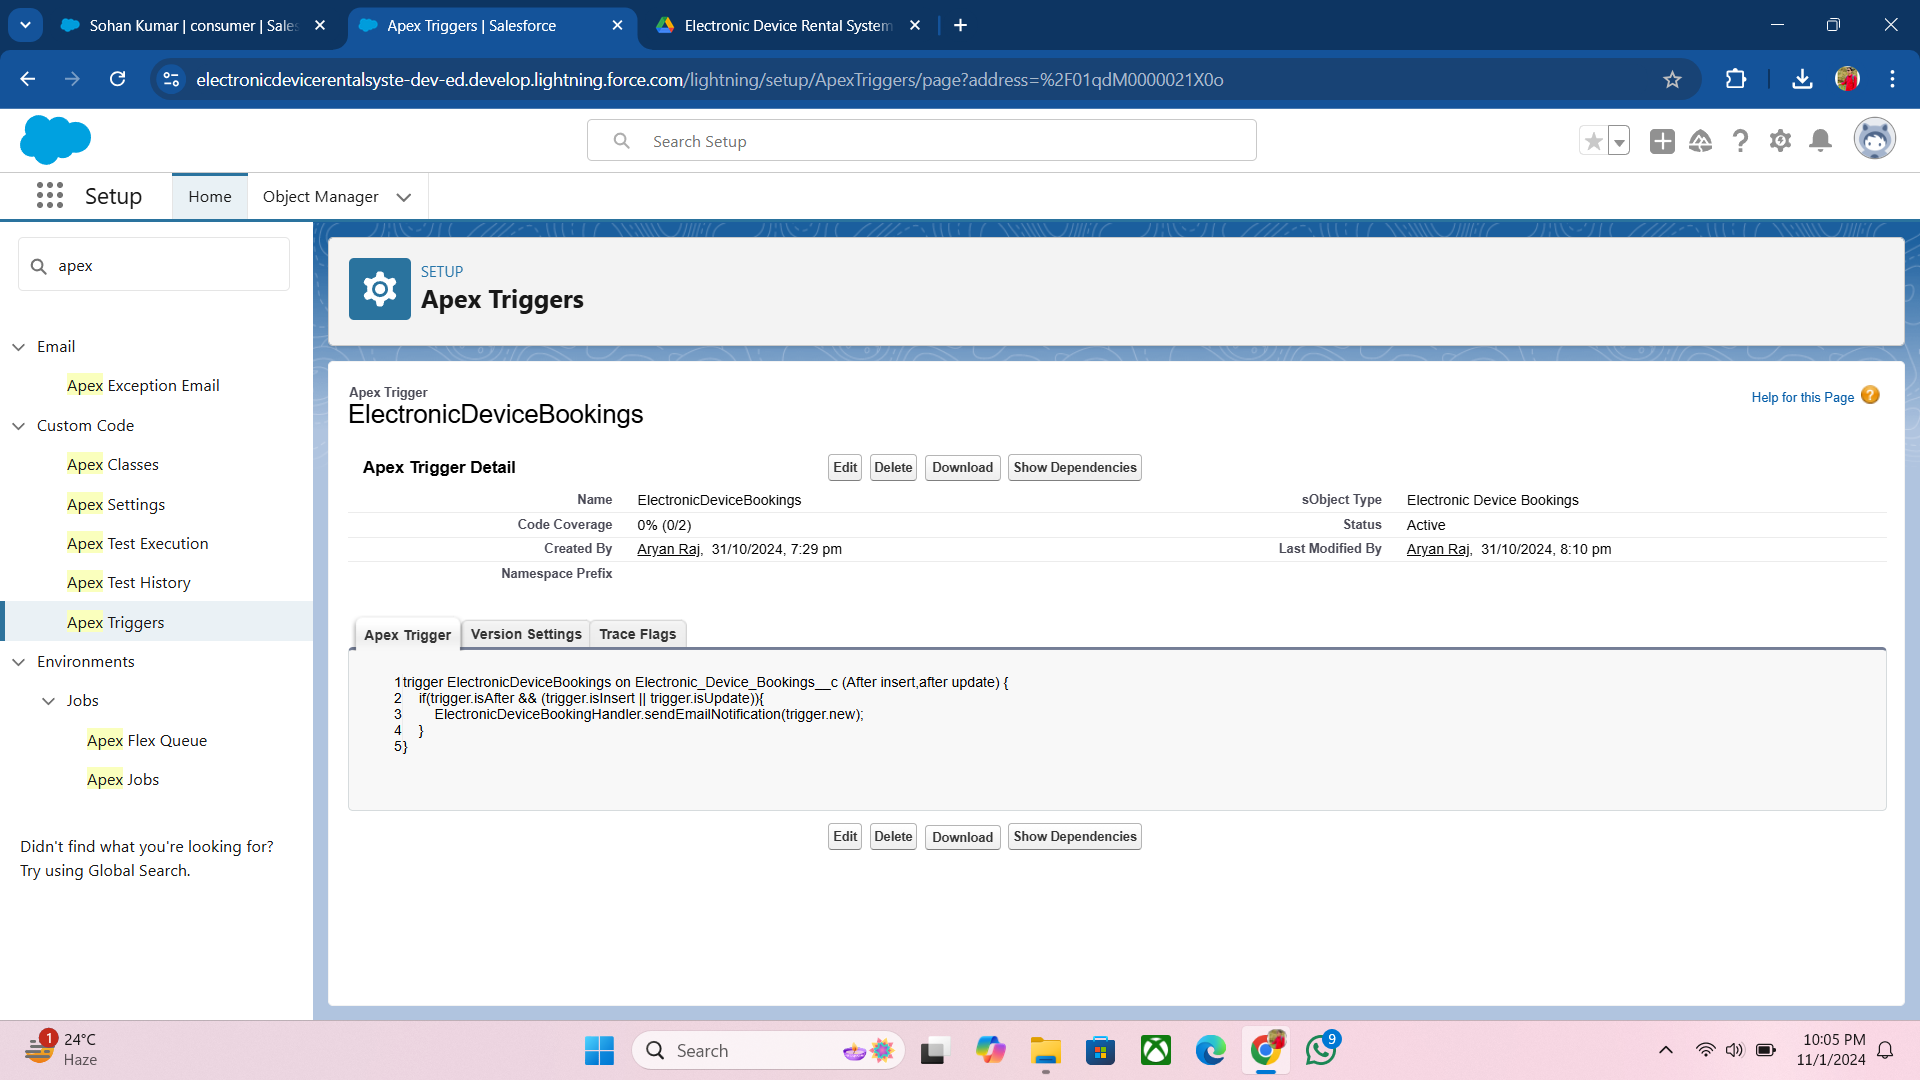 Sohan Kumar | consumer | Sales
Apex Triggers | Salesforce
Electronic Device Rental System
electronicdevicerentalsyste-dev-ed.develop.lightning.force.com/lightning/setup/ApexTriggers/page?address=%2F01qdM0000021X0o
Search Setup
Setup
Home
Object Manager
apex
Email
Apex Exception Email
Custom Code
Apex Classes
Apex Settings
Apex Test Execution
Apex Test History
Apex Triggers
Environments
Jobs
Apex Flex Queue
Apex Jobs
Didn't find what you're looking for?
Try using Global Search.
SETUP
Apex Triggers
Apex Trigger
ElectronicDeviceBookings
Help for this Page ?
Apex Trigger Detail
Edit Delete Download Show Dependencies
Name ElectronicDeviceBookings sObject Type Electronic Device Bookings
Code Coverage 0% (0/2) Status Active
Created By Aryan Raj, 31/10/2024, 7:29 pm Last Modified By Aryan Raj, 31/10/2024, 8:10 pm
Namespace Prefix
Apex Trigger Version Settings Trace Flags
1trigger ElectronicDeviceBookings on Electronic_Device_Bookings__c (After insert,after update) {
2    if(trigger.isAfter && (trigger.isInsert || trigger.isUpdate)){
3        ElectronicDeviceBookingHandler.sendEmailNotification(trigger.new);
4    }
5}
Edit Delete Download Show Dependencies
1
24°C
Haze
Search
9
10:05 PM
11/1/2024